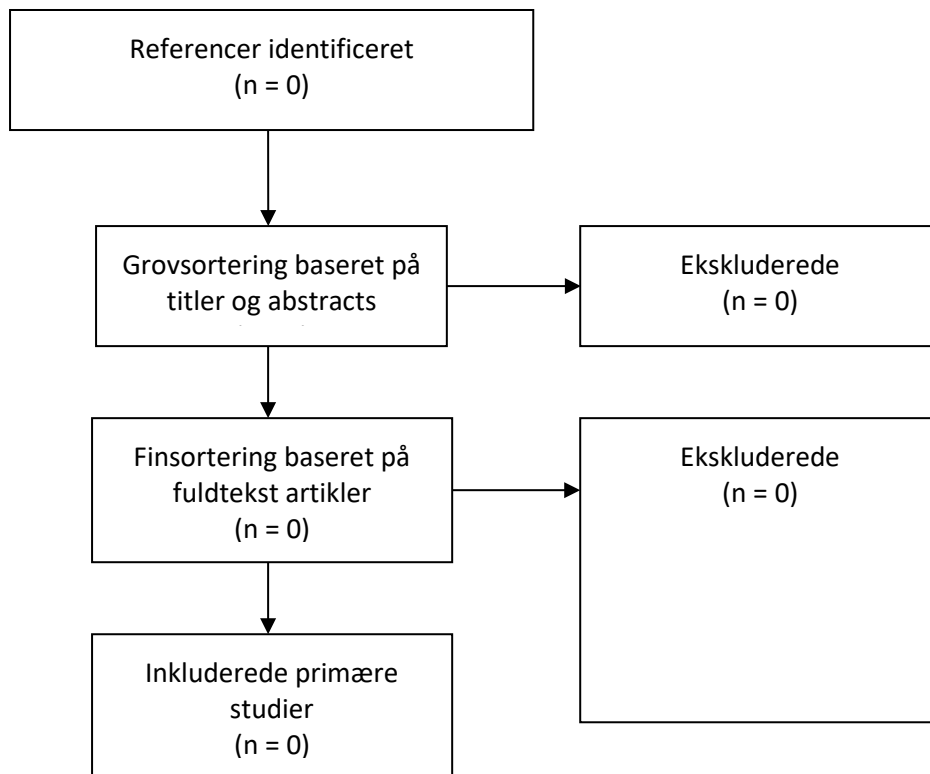 Referencer identificeret
(n = 0)
Grovsortering baseret på
titler og abstracts
Ekskluderede
(n = 0)
Finsortering baseret på
fuldtekst artikler
(n = 0)
Ekskluderede
(n = 0)
Inkluderede primære
studier
(n = 0)